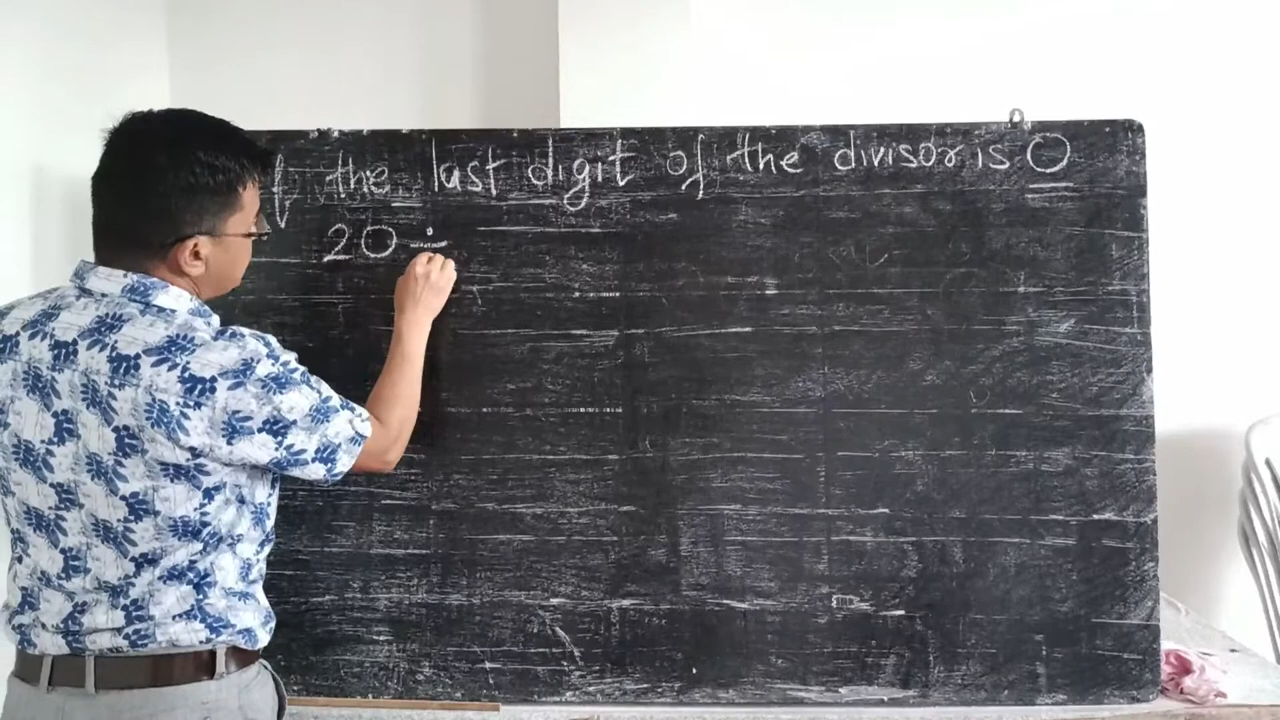 f the last digit of the divisor is 0
20 ÷